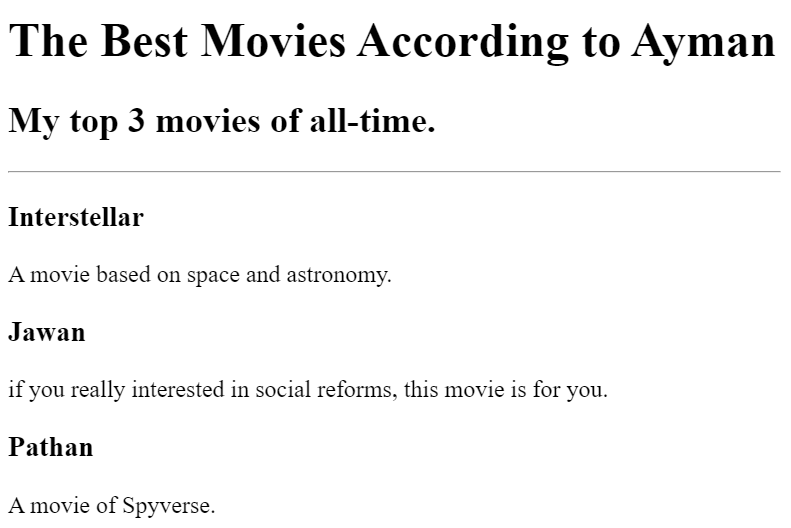 The Best Movies According to Ayman
My top 3 movies of all-time.
Interstellar
A movie based on space and astronomy.
Jawan
if you really interested in social reforms, this movie is for you.
Pathan
A movie of Spyverse.